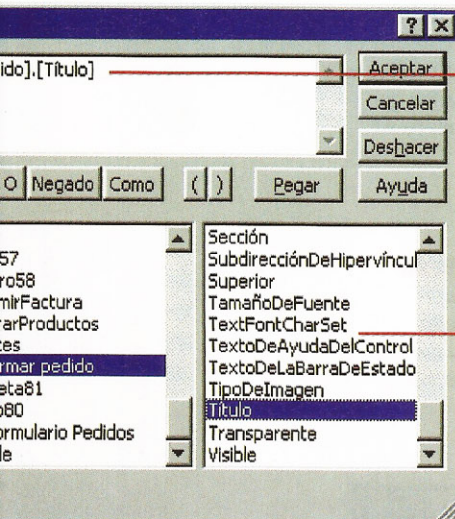 ? ×
ido].[Título]
Aceptar
Cancelar
Deshacer
O Negado Como ( ) Pegar Ayuda
57
ro58
mirFactura
rarProductos
tes
rmar pedido
eta81
o80
ormulario Pedidos
le
Sección
SubdirecciónDeHipervíncul
Superior
TamañoDeFuente
TextFontCharSet
TextoDeAyudaDelControl
TextoDeLaBarraDeEstado
TipoDeImagen
Título
Transparente
Visible